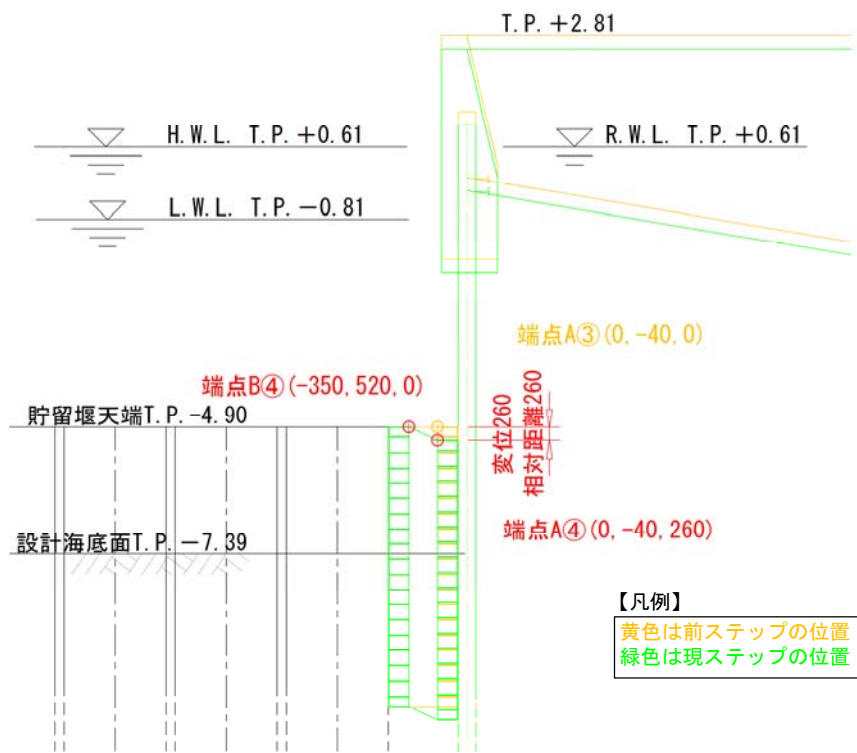 T.P.+2.81
H.W.L. T.P.+0.61
R.W.L. T.P.+0.61
L.W.L. T.P.−0.81
端点A③(0,-40,0)
端点B④(-350,520,0)
貯留堰天端T.P.-4.90
変位260
相対距離260
端点A④(0,-40,260)
設計海底面T.P.−7.39
【凡例】
黄色は前ステップの位置
緑色は現ステップの位置